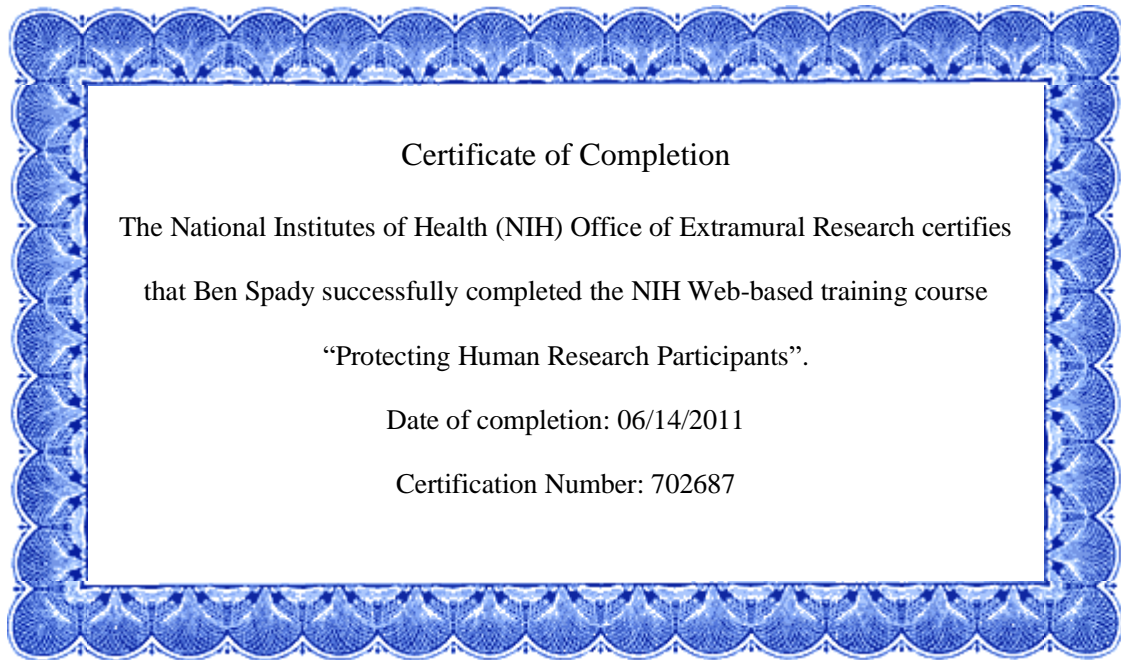 Certificate of Completion
The National Institutes of Health (NIH) Office of Extramural Research certifies
that Ben Spady successfully completed the NIH Web-based training course
“Protecting Human Research Participants”.
Date of completion: 06/14/2011
Certification Number: 702687